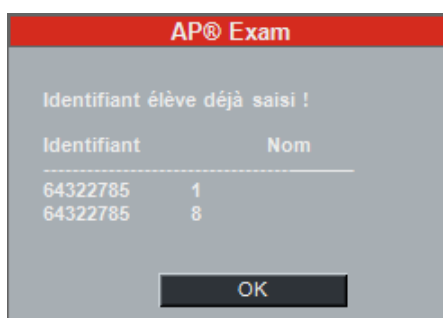 AP® Exam
Identifiant élève déjà saisi !
Identifiant Nom
-----------------------------------------------
64322785 1
64322785 8
OK